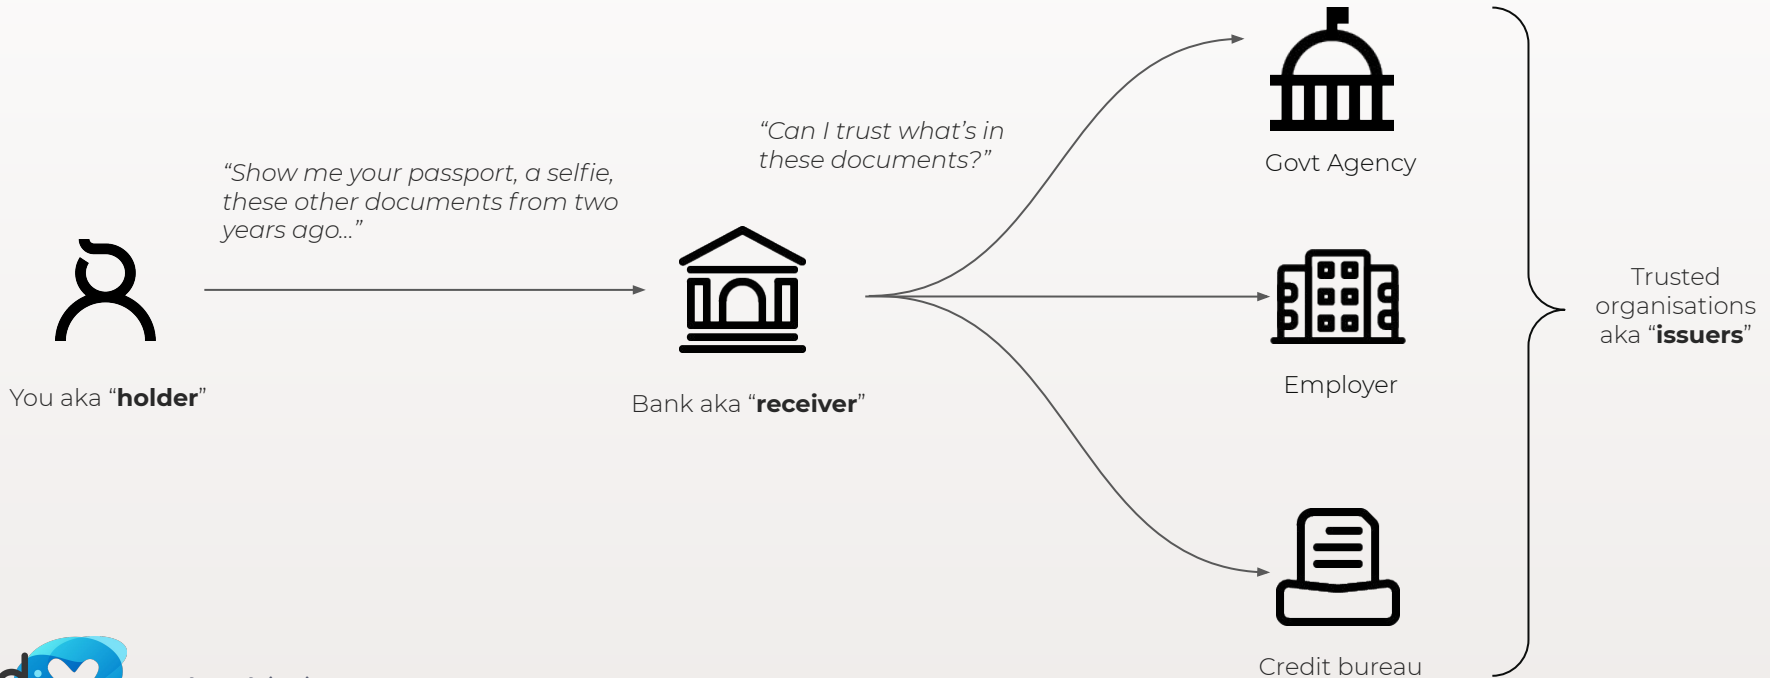 “Show me your passport, a selfie,
these other documents from two
years ago...”
You aka “holder”
“Can I trust what’s in
these documents?”
Bank aka “receiver”
Govt Agency
Employer
Credit bureau
Trusted
organisations
aka “issuers”